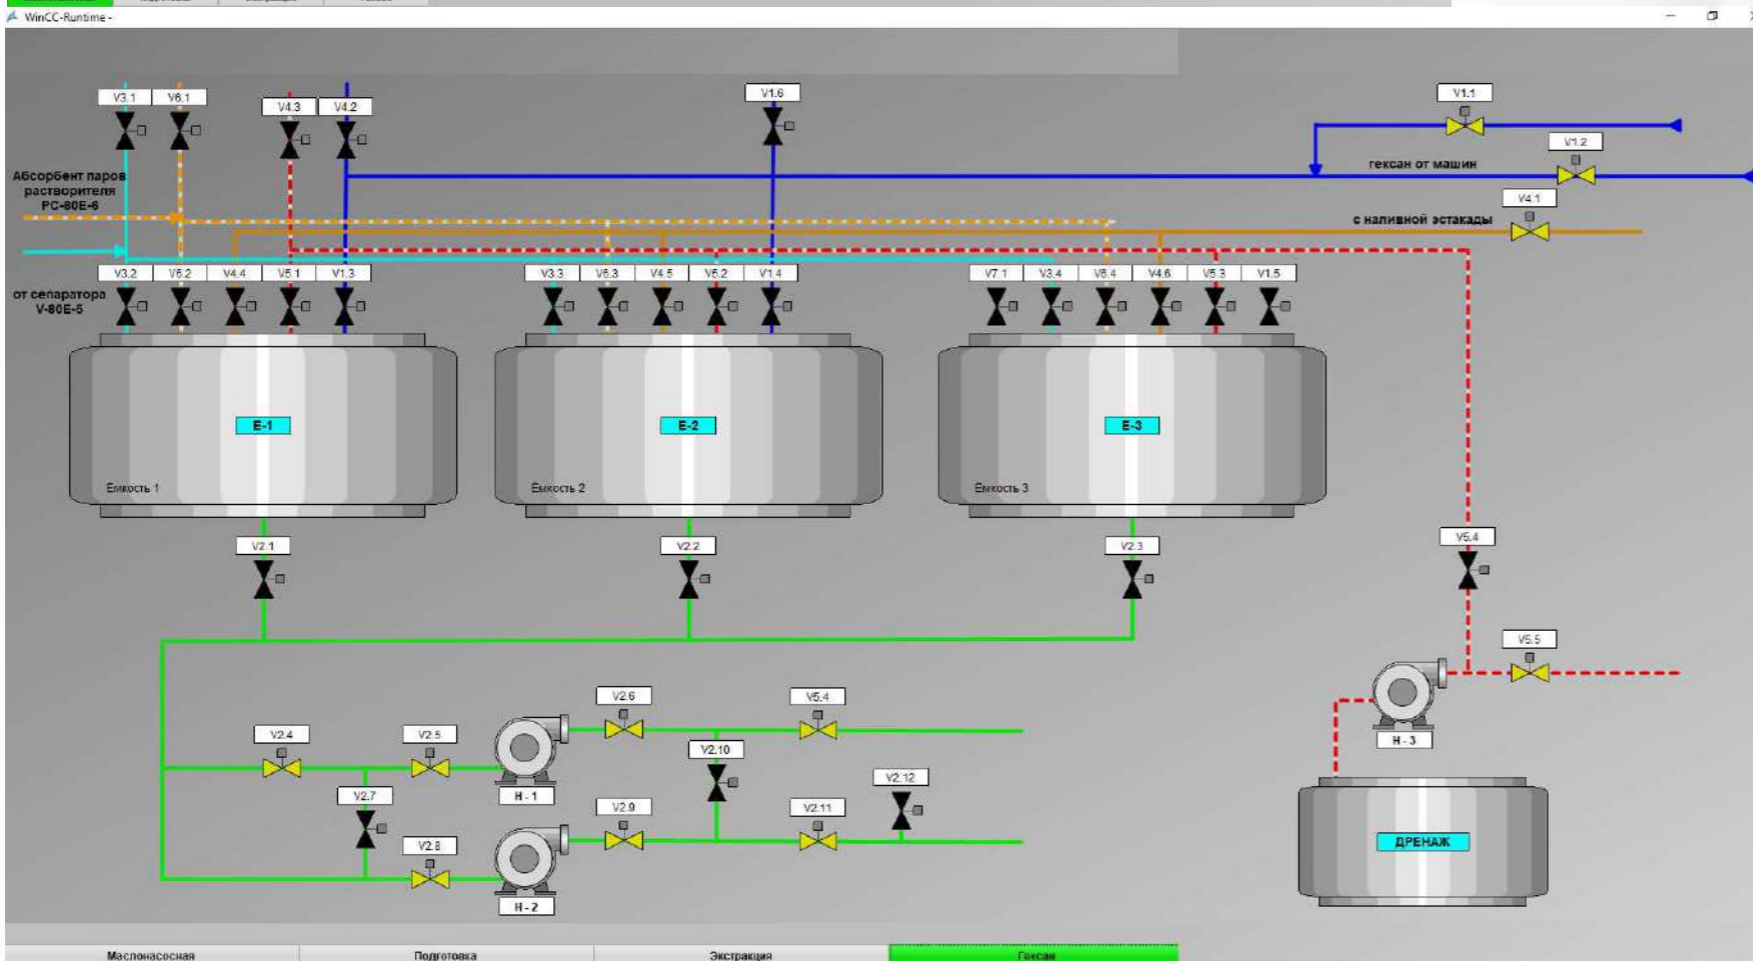 WinCC-Runtime -
V3.1 V6.1 V4.3 V4.2 V1.6 V1.1
V1.2
гексан от машин
Абсорбент паров
растворителя
РС-80Е-6
V4.1
с наливной эстакады
V3.2 V6.2 V4.4 V5.1 V1.3 V3.3 V6.3 V4.5 V5.2 V1.4 V7.1 V3.4 V6.4 V4.6 V5.3 V1.5
от сепаратора
V-80E-5
E-1 E-2 E-3
Емкость 1 Емкость 2 Емкость 3
V2.1 V2.2 V2.3 V5.4
V5.5
V2.6 V5.4
V2.4 V2.5 V2.10 Н - 3
V2.12
V2.7 Н - 1 V2.9 V2.11
V2.8 ДРЕНАЖ
Н - 2
Маслонасосная Подготовка Экстракция Гексан